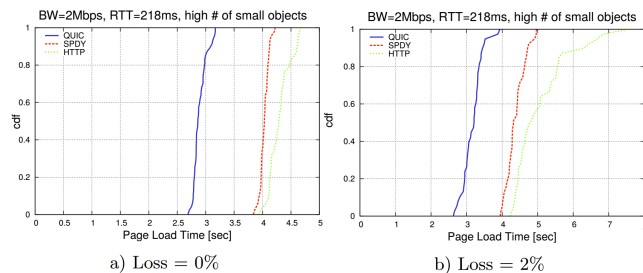 BW=2Mbps, RTT=218ms, high # of small objects
QUIC
SPDY
HTTP
cdf
1
0.8
0.6
0.4
0.2
0
0 0.5 1 1.5 2 2.5 3 3.5 4 4.5 5
Page Load Time [sec]
a) Loss = 0%
BW=2Mbps, RTT=218ms, high # of small objects
QUIC
SPDY
HTTP
cdf
1
0.8
0.6
0.4
0.2
0
0 1 2 3 4 5 6 7
Page Load Time [sec]
b) Loss = 2%